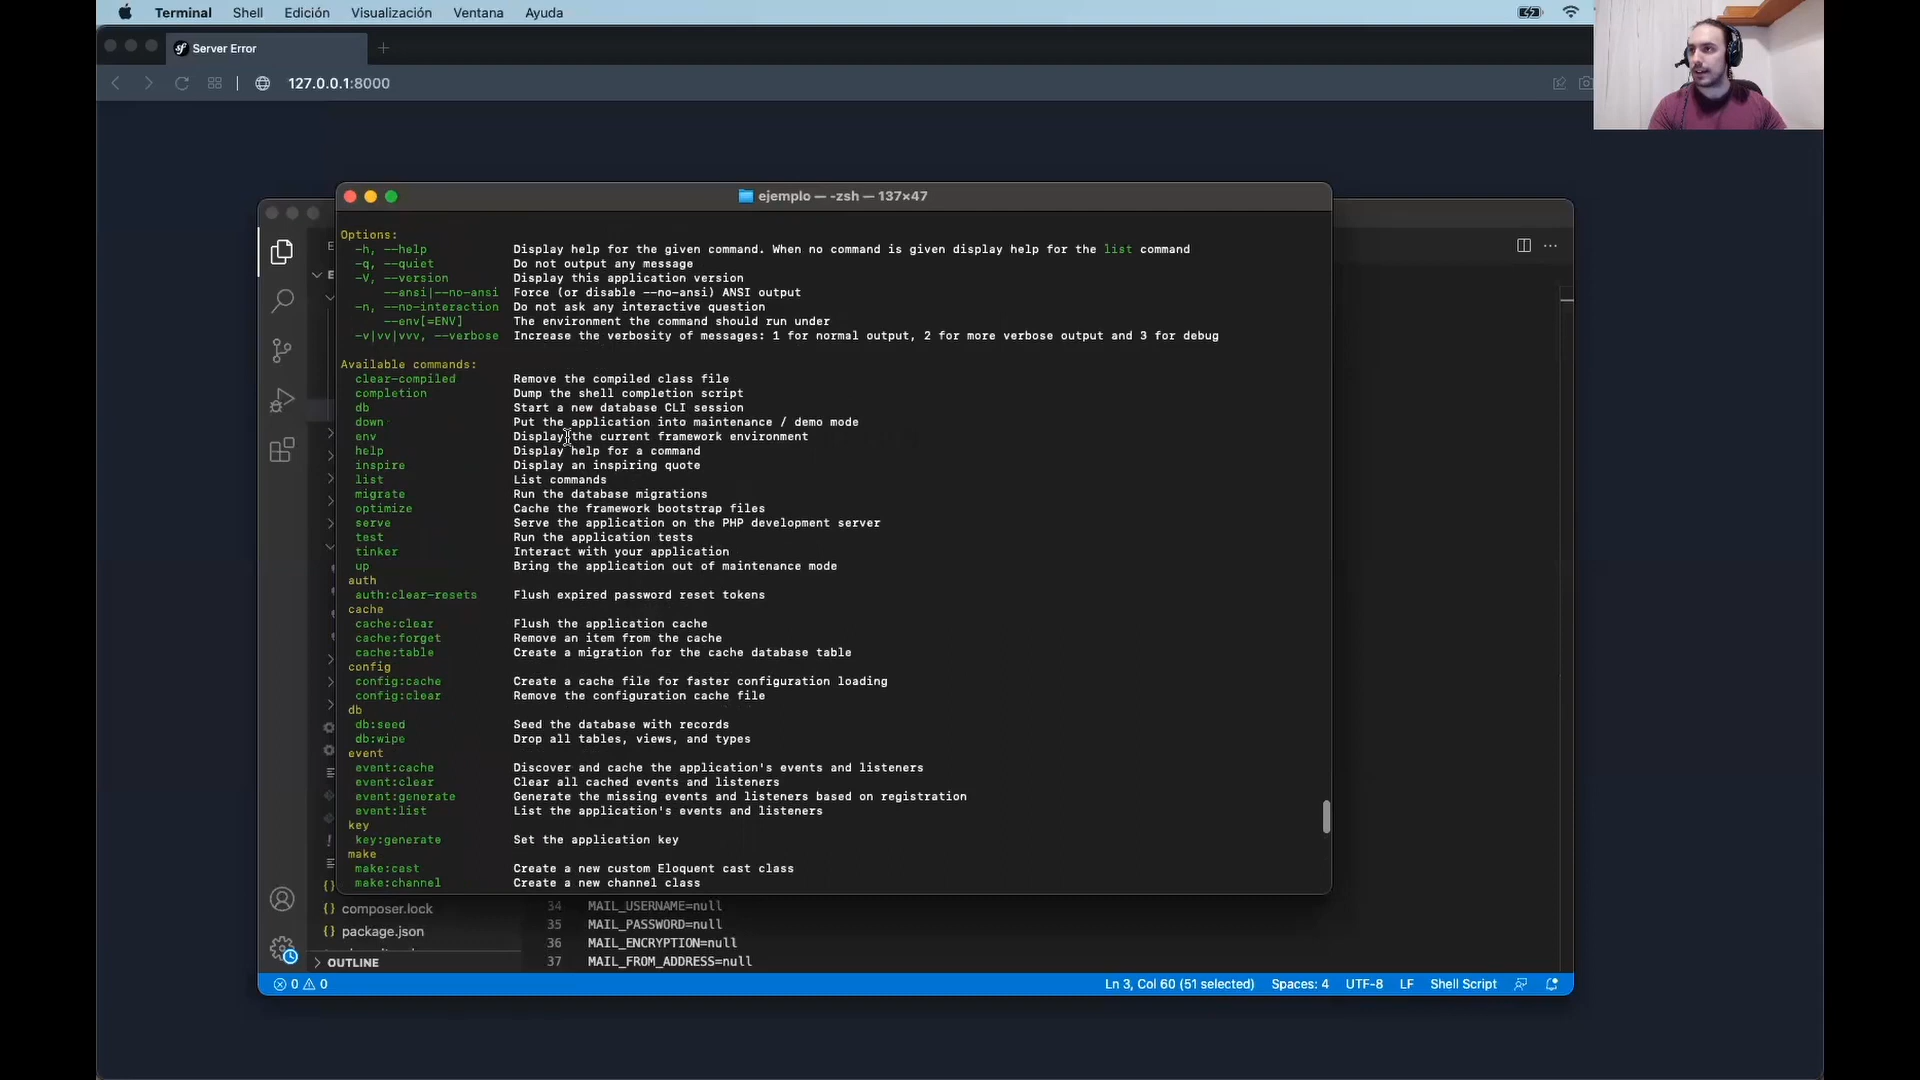 Terminal Shell Edición Visualización Ventana Ayuda
Server Error
127.0.0.1:8000
ejemplo — -zsh — 137×47
Options:
-h, --help Display help for the given command. When no command is given display help for the list command
-q, --quiet Do not output any message
-V, --version Display this application version
--ansi|--no-ansi Force (or disable --no-ansi) ANSI output
-n, --no-interaction Do not ask any interactive question
--env[=ENV] The environment the command should run under
-v|vv|vvv, --verbose Increase the verbosity of messages: 1 for normal output, 2 for more verbose output and 3 for debug
Available commands:
clear-compiled Remove the compiled class file
completion Dump the shell completion script
db Start a new database CLI session
down Put the application into maintenance / demo mode
env Display the current framework environment
help Display help for a command
inspire Display an inspiring quote
list List commands
migrate Run the database migrations
optimize Cache the framework bootstrap files
serve Serve the application on the PHP development server
test Run the application tests
tinker Interact with your application
up Bring the application out of maintenance mode
auth
auth:clear-resets Flush expired password reset tokens
cache
cache:clear Flush the application cache
cache:forget Remove an item from the cache
cache:table Create a migration for the cache database table
config
config:cache Create a cache file for faster configuration loading
config:clear Remove the configuration cache file
db
db:seed Seed the database with records
db:wipe Drop all tables, views, and types
event
event:cache Discover and cache the application's events and listeners
event:clear Clear all cached events and listeners
event:generate Generate the missing events and listeners based on registration
event:list List the application's events and listeners
key
key:generate Set the application key
make
make:cast Create a new custom Eloquent cast class
make:channel Create a new channel class
{} composer.lock 34 MAIL_USERNAME=null
35 MAIL_PASSWORD=null
{} package.json 36 MAIL_ENCRYPTION=null
OUTLINE 37 MAIL_FROM_ADDRESS=null
0 0 Ln 3, Col 60 (51 selected) Spaces: 4 UTF-8 LF Shell Script